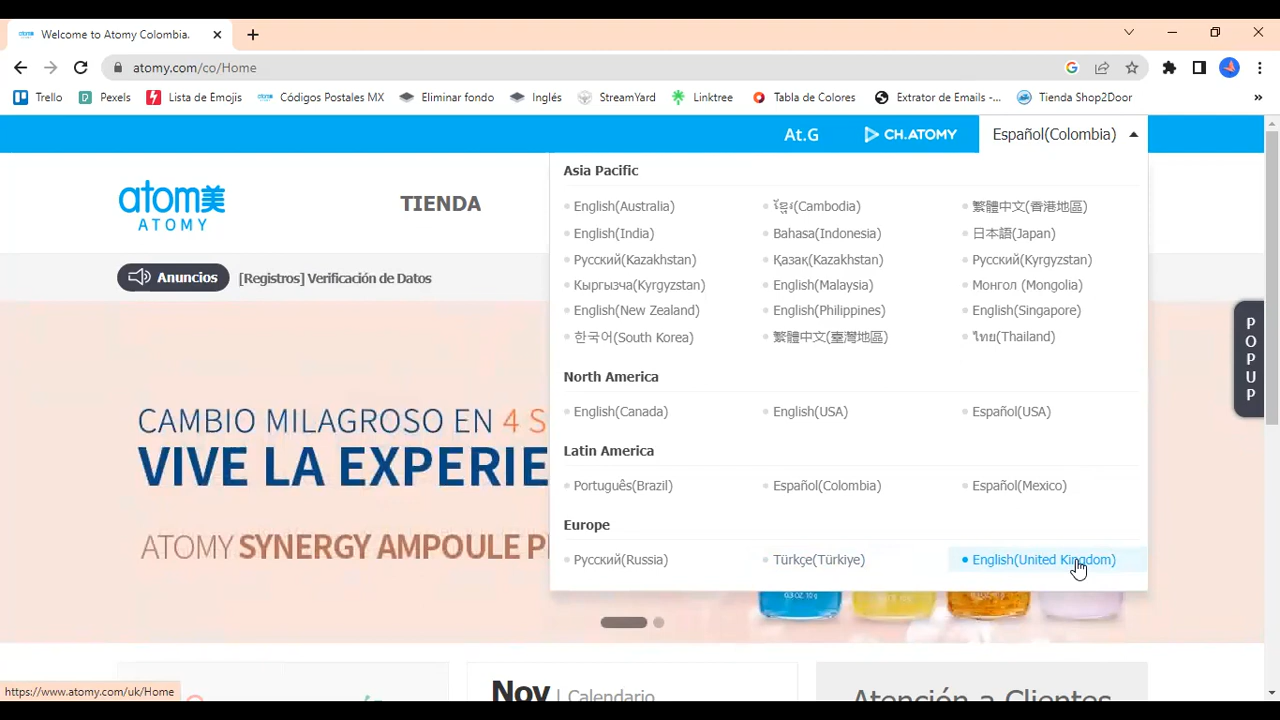 Welcome to Atomy Colombia.
atomy.com/co/Home
Trello Pexels Lista de Emojis Códigos Postales MX Eliminar fondo Inglés StreamYard Linktree Tabla de Colores Extrator de Emails -... Tienda Shop2Door »
At.G CH.ATOMY Español(Colombia)
atom美
ATOMY
TIENDA
Anuncios [Registros] Verificación de Datos
Asia Pacific
English(Australia) ខ្មែរ(Cambodia) 繁體中文(香港地區)
English(India) Bahasa(Indonesia) 日本語(Japan)
Русский(Kazakhstan) Қазақ(Kazakhstan) Русский(Kyrgyzstan)
Кыргызча(Kyrgyzstan) English(Malaysia) Монгол (Mongolia)
English(New Zealand) English(Philippines) English(Singapore)
한국어(South Korea) 繁體中文(臺灣地區) ไทย(Thailand)
North America
English(Canada) English(USA) Español(USA)
Latin America
Português(Brazil) Español(Colombia) Español(Mexico)
Europe
Русский(Russia) Türkçe(Türkiye) English(United Kingdom)
POPUP
CAMBIO MILAGROSO EN 4 S
VIVE LA EXPERIE
ATOMY SYNERGY AMPOULE P
0.3 OZ. 10 g
Nov | Calendario
Atención a Clientes
https://www.atomy.com/uk/Home